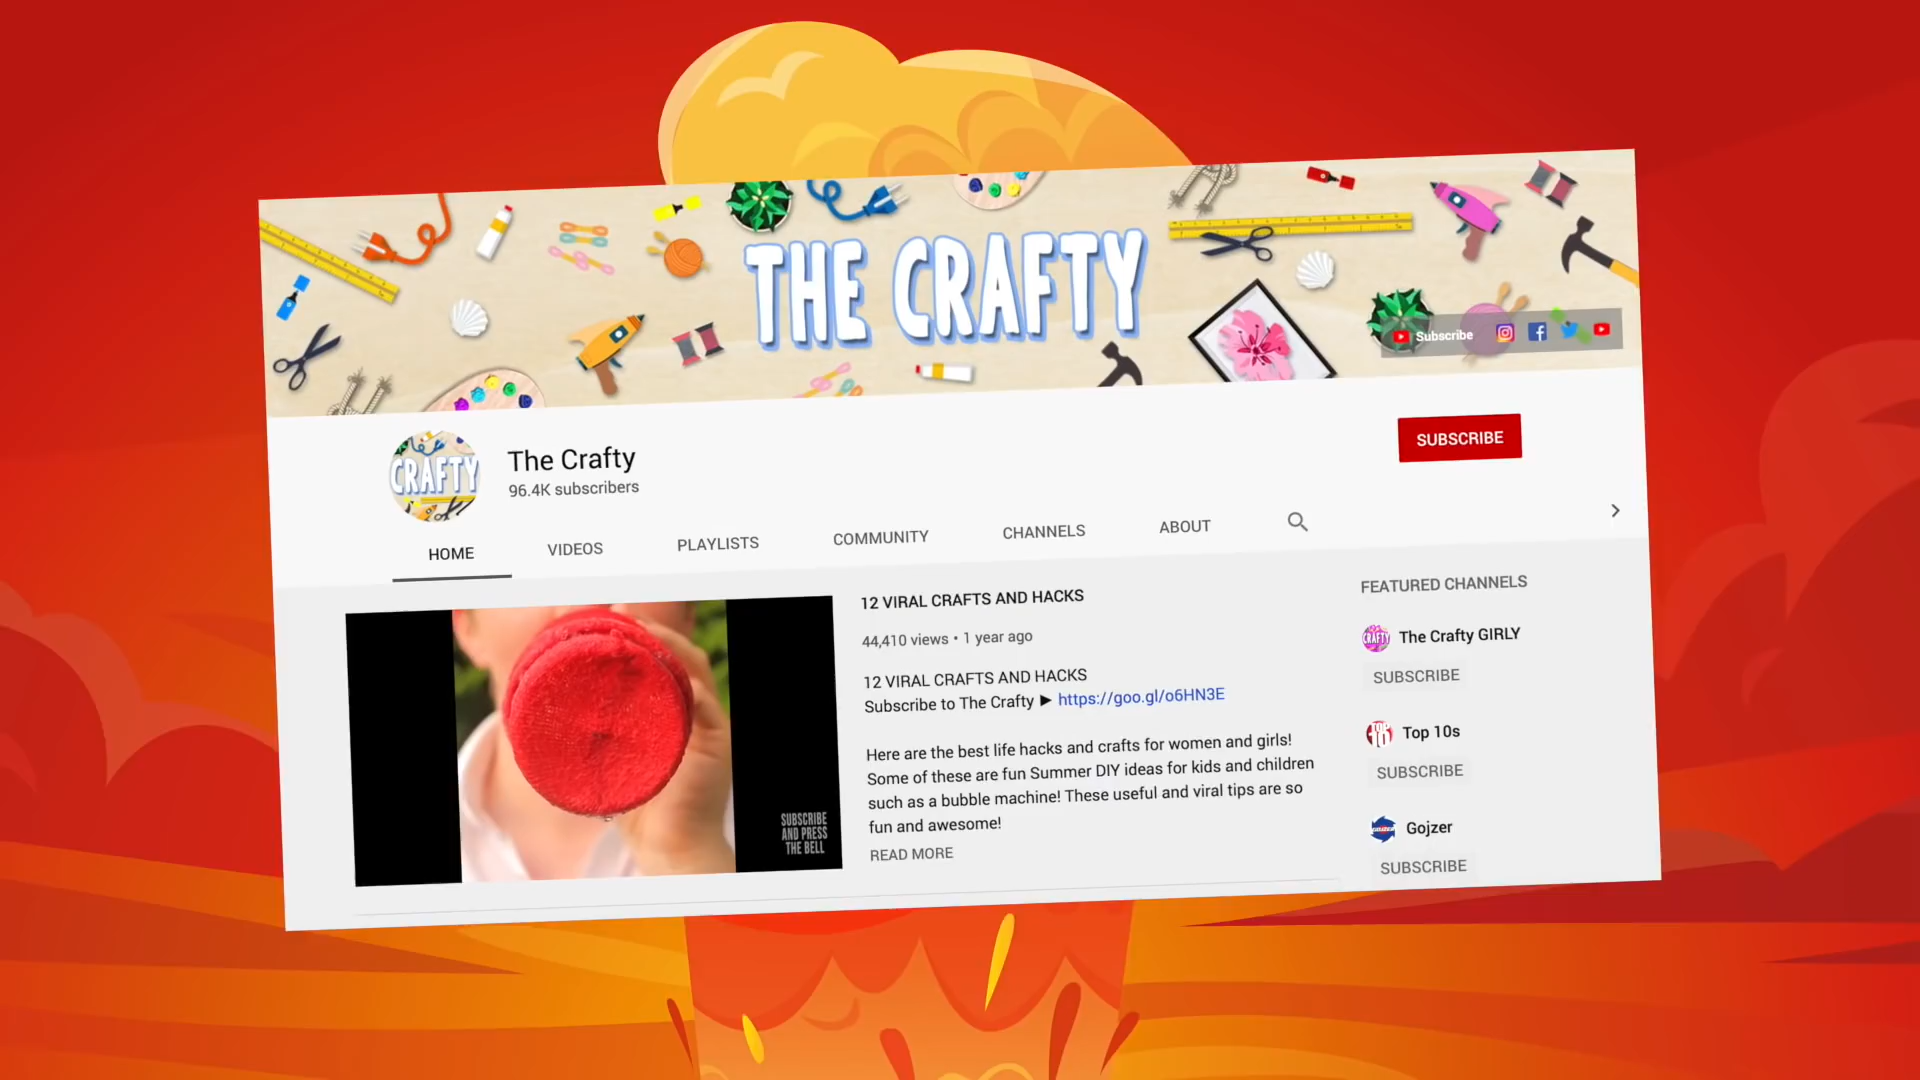 THE CRAFTY
Subscribe
CRAFTY
The Crafty
96.4K subscribers
SUBSCRIBE
HOME
VIDEOS
PLAYLISTS
COMMUNITY
CHANNELS
ABOUT
SUBSCRIBE
AND PRESS
THE BELL
12 VIRAL CRAFTS AND HACKS
44,410 views • 1 year ago
12 VIRAL CRAFTS AND HACKS
Subscribe to The Crafty ► https://goo.gl/o6HN3E
Here are the best life hacks and crafts for women and girls!
Some of these are fun Summer DIY ideas for kids and children
such as a bubble machine! These useful and viral tips are so
fun and awesome!
READ MORE
FEATURED CHANNELS
CRAFTY
The Crafty GIRLY
SUBSCRIBE
TOP
10
Top 10s
SUBSCRIBE
Gojzer
SUBSCRIBE